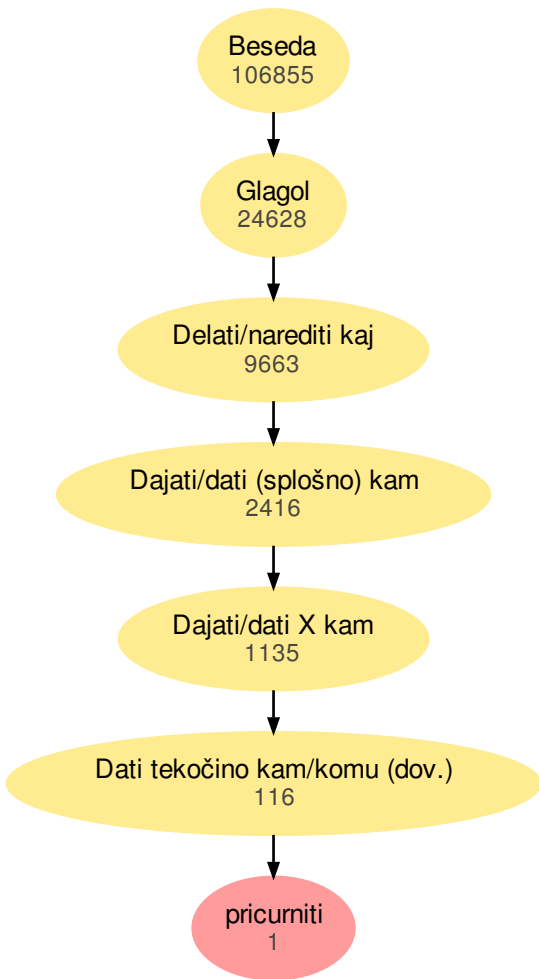 Beseda
106855
Glagol
24628
Delati/narediti kaj
9663
Dajati/dati (splošno) kam
2416
Dajati/dati X kam
1135
Dati tekočino kam/komu (dov.)
116
pricurniti
1